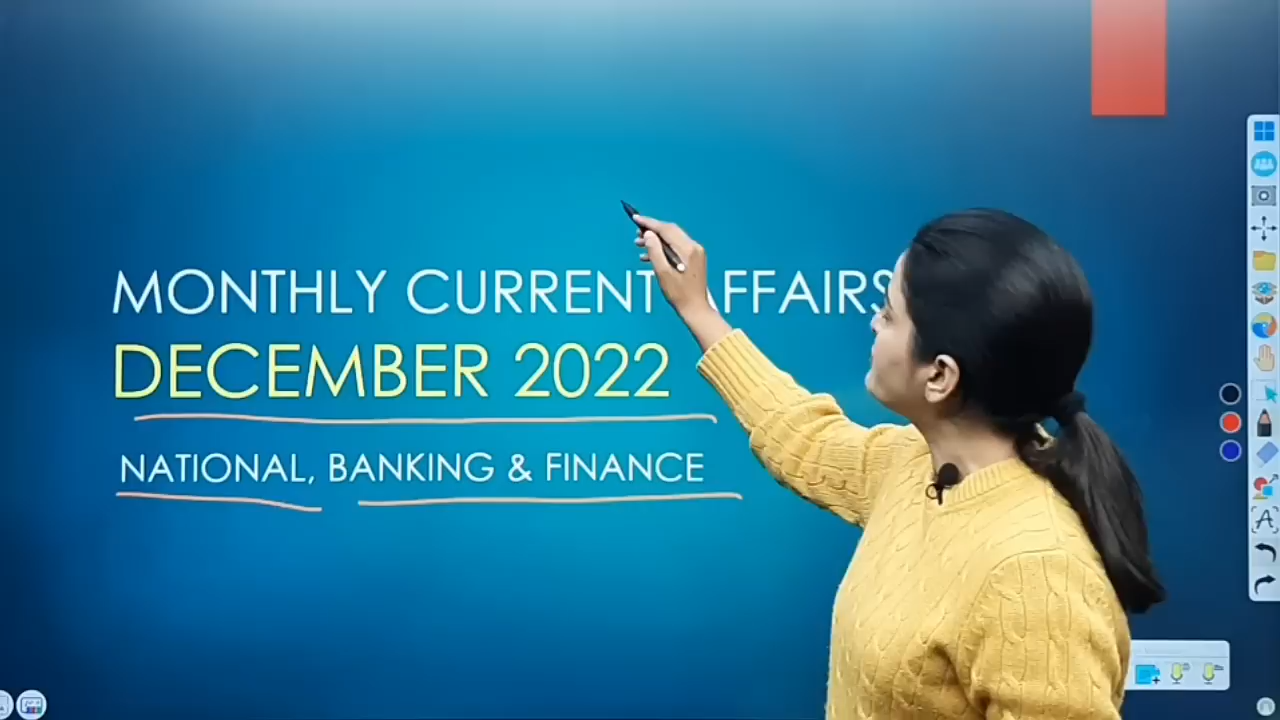 MONTHLY CURRENT AFFAIRS
DECEMBER 2022
NATIONAL, BANKING & FINANCE